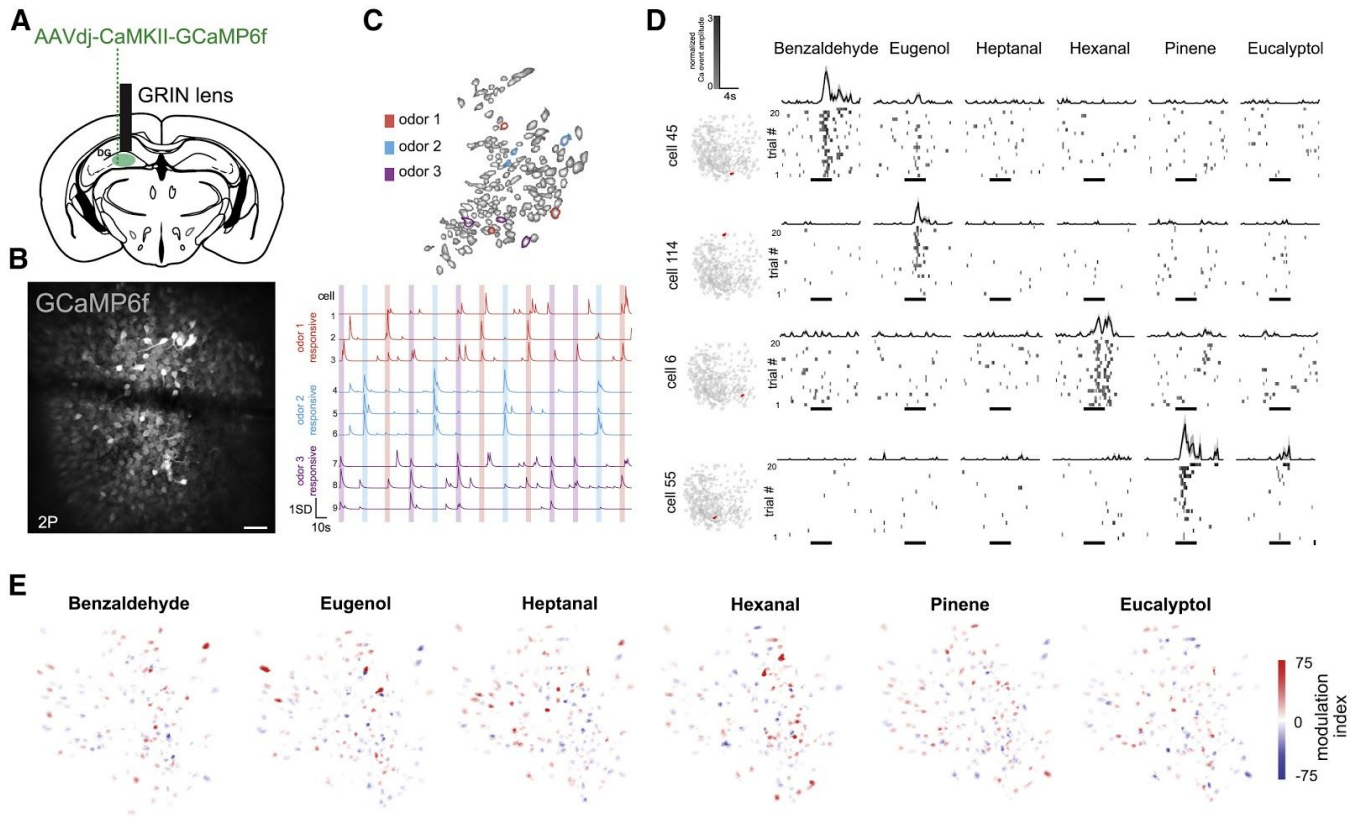 A
AAVdj-CaMKII-GCaMP6f
GRIN lens
DG
B
GCaMP6f
2P
C
odor 1
odor 2
odor 3
cell
1
2
3
odor 1
responsive
4
5
6
odor 2
responsive
7
8
9
odor 3
responsive
1SD
10s
D
3
0
normalized
Ca event amplitude
4s
Benzaldehyde Eugenol Heptanal Hexanal Pinene Eucalyptol
cell 45
20
trial #
1
cell 114
20
trial #
1
cell 6
20
trial #
1
cell 55
20
trial #
1
E
Benzaldehyde Eugenol Heptanal Hexanal Pinene Eucalyptol
75
0
-75
modulation
index